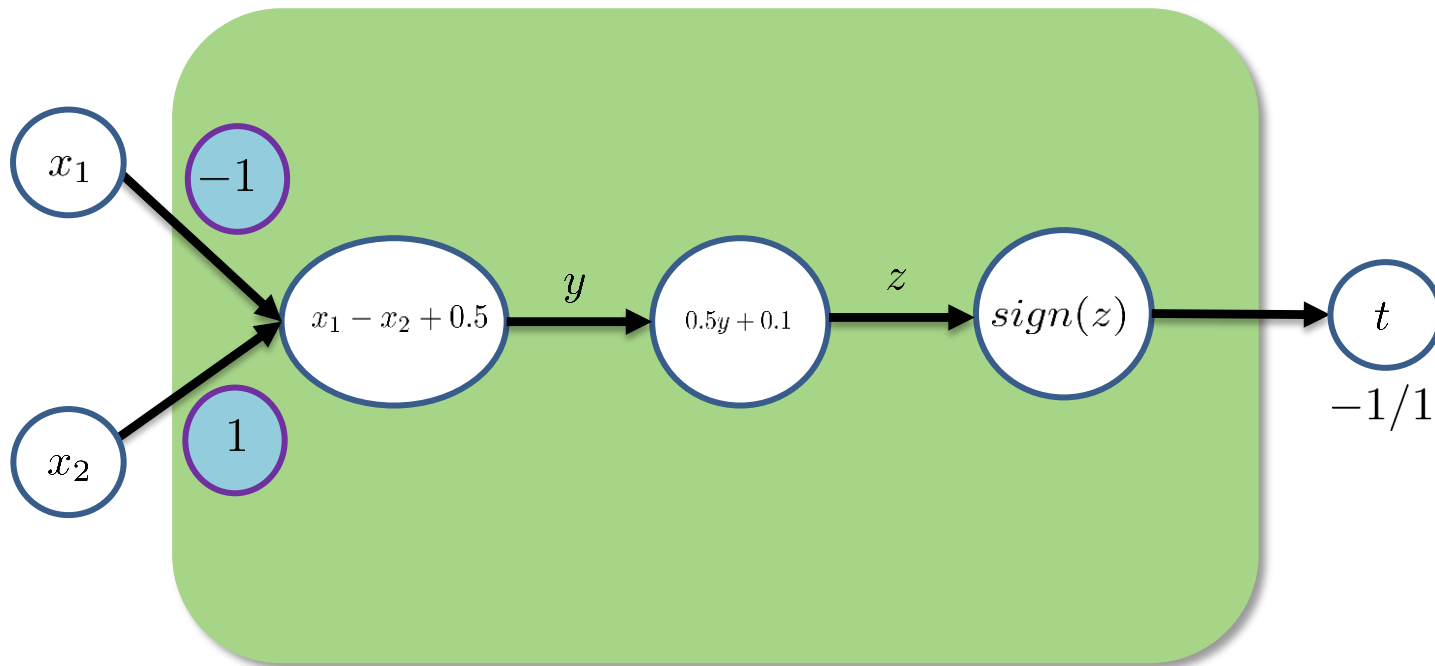 x₁
−1
x₁ − x₂ + 0.5
y
0.5y + 0.1
z
sign(z)
t
−1/1
x₂
1